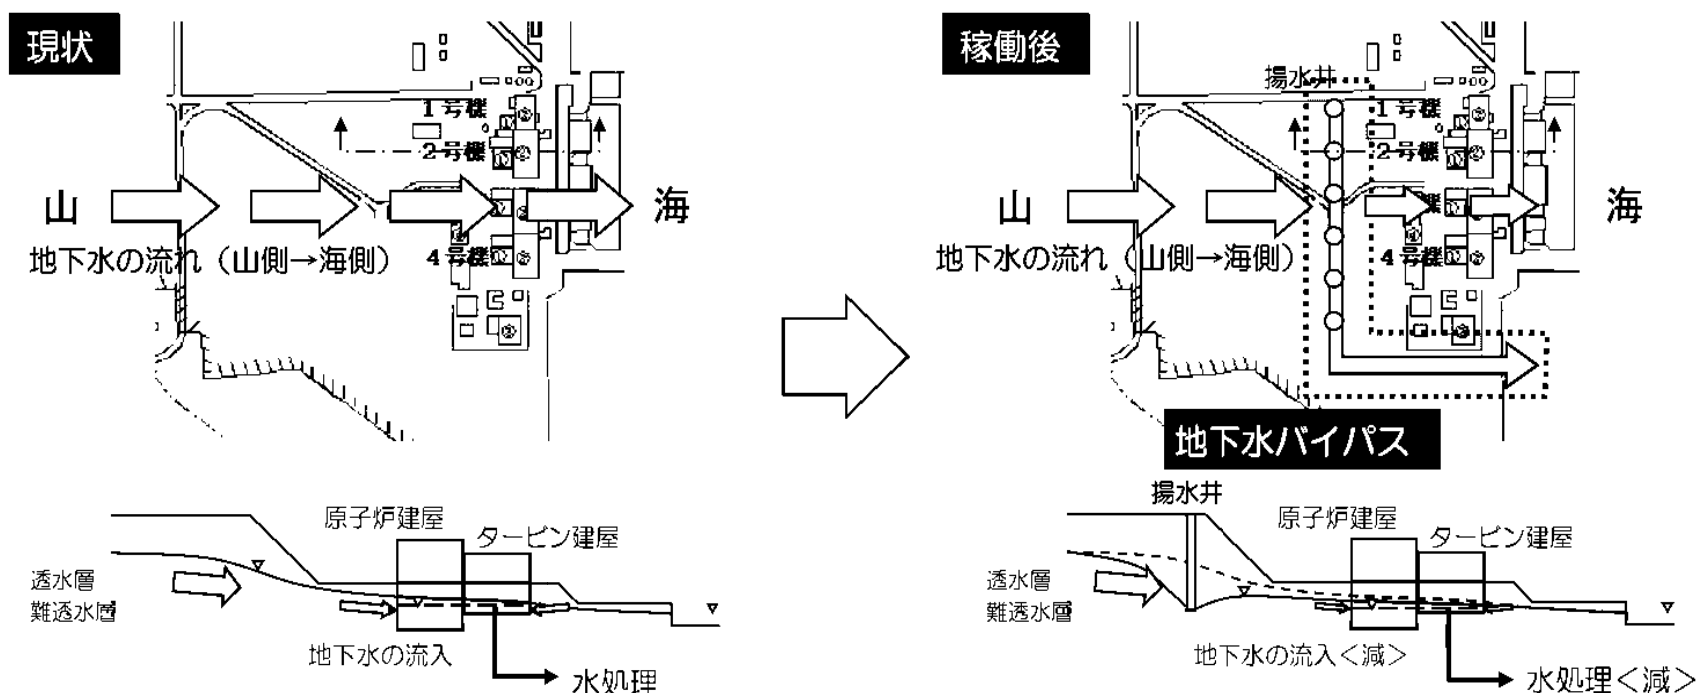 現状
1号機
2号機
山
海
地下水の流れ（山側→海側）
4号機
原子炉建屋
タービン建屋
透水層
難透水層
地下水の流入
水処理
稼働後
揚水井
1号機
2号機
山
機
海
地下水の流れ（山側→海側）
4号機
地下水バイパス
揚水井
原子炉建屋
タービン建屋
透水層
難透水層
地下水の流入＜減＞
水処理＜減＞